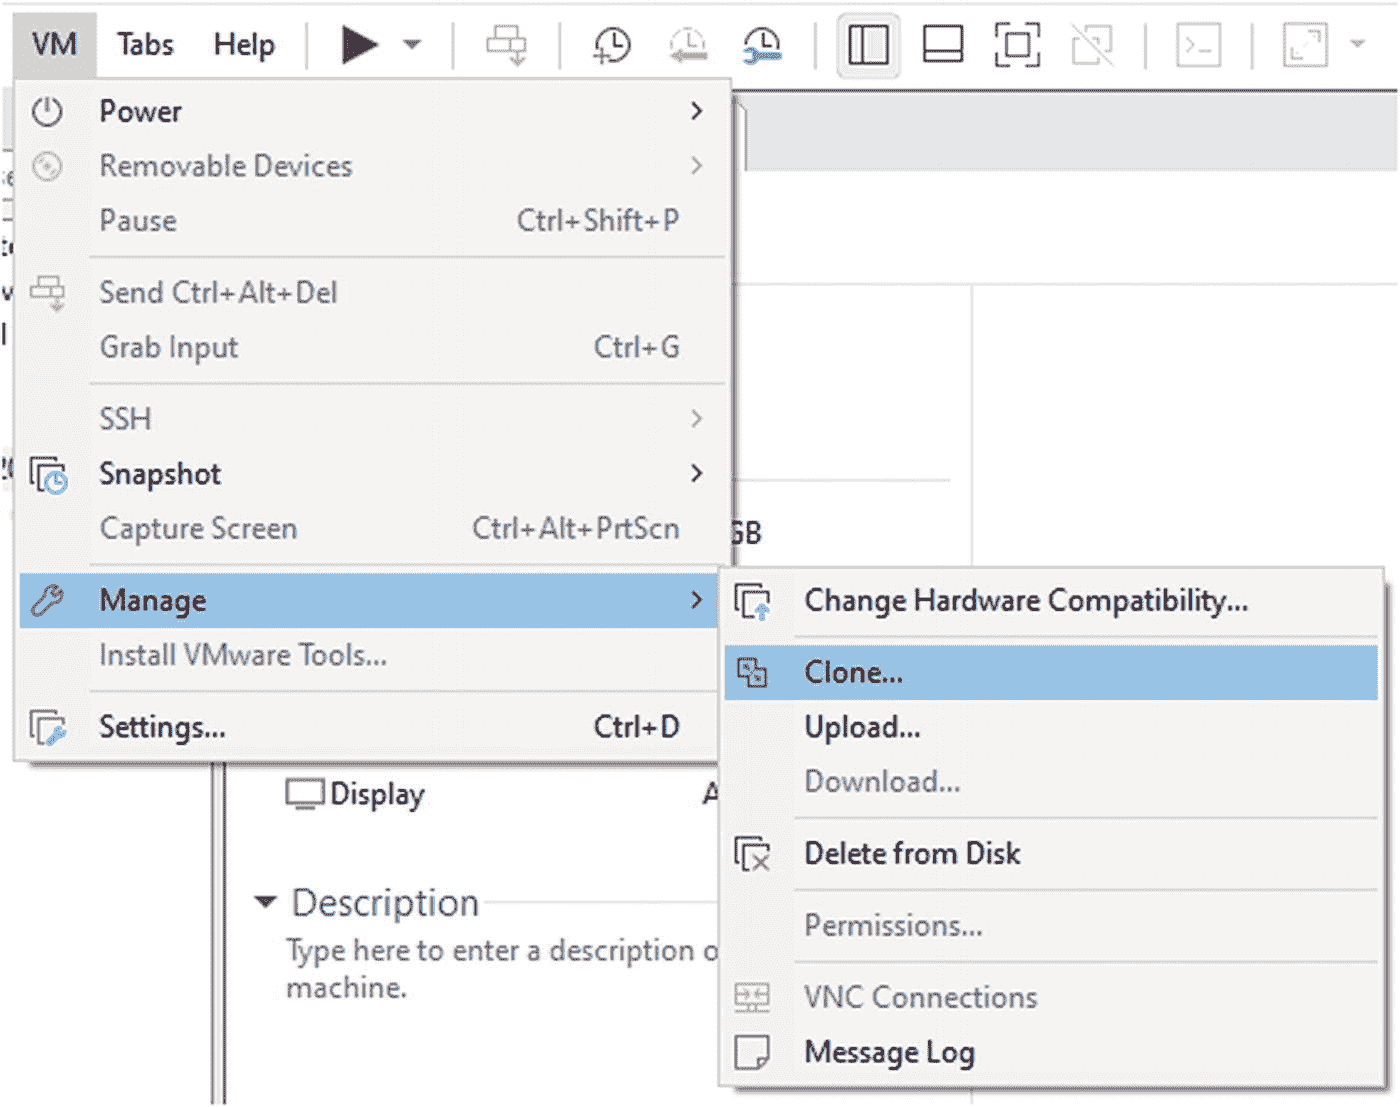 VM Tabs Help
Power
Removable Devices
Pause Ctrl+Shift+P
Send Ctrl+Alt+Del
Grab Input Ctrl+G
SSH
Snapshot
Capture Screen Ctrl+Alt+PrtScn
GB
Manage
Install VMware Tools...
Settings... Ctrl+D
Change Hardware Compatibility...
Clone...
Upload...
Download...
Delete from Disk
Permissions...
VNC Connections
Message Log
Display
Description
Type here to enter a description
machine.